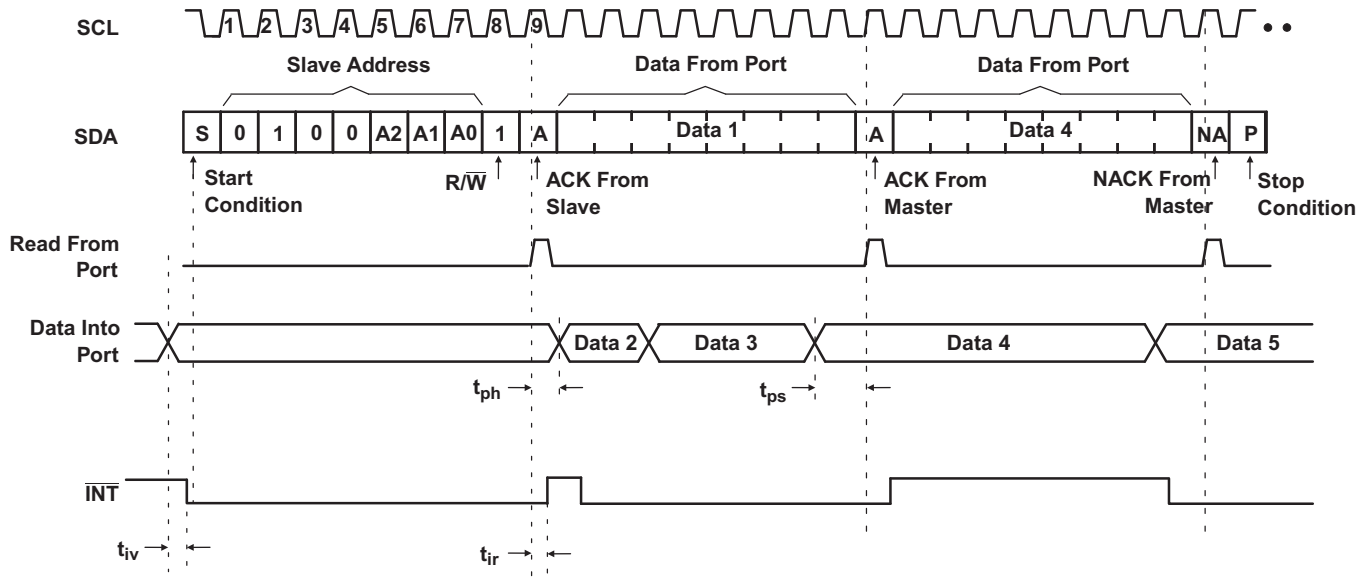 SCL 1 2 3 4 5 6 7 8 9
Slave Address Data From Port Data From Port
SDA S 0 1 0 0 A2 A1 A0 1 A Data 1 A Data 4 NA P
Start Condition
R/W̅
ACK From Slave
ACK From Master
NACK From Master
Stop Condition
Read From Port
Data Into Port Data 2 Data 3 Data 4 Data 5
tph
tps
I̅N̅T̅
tiv
tir